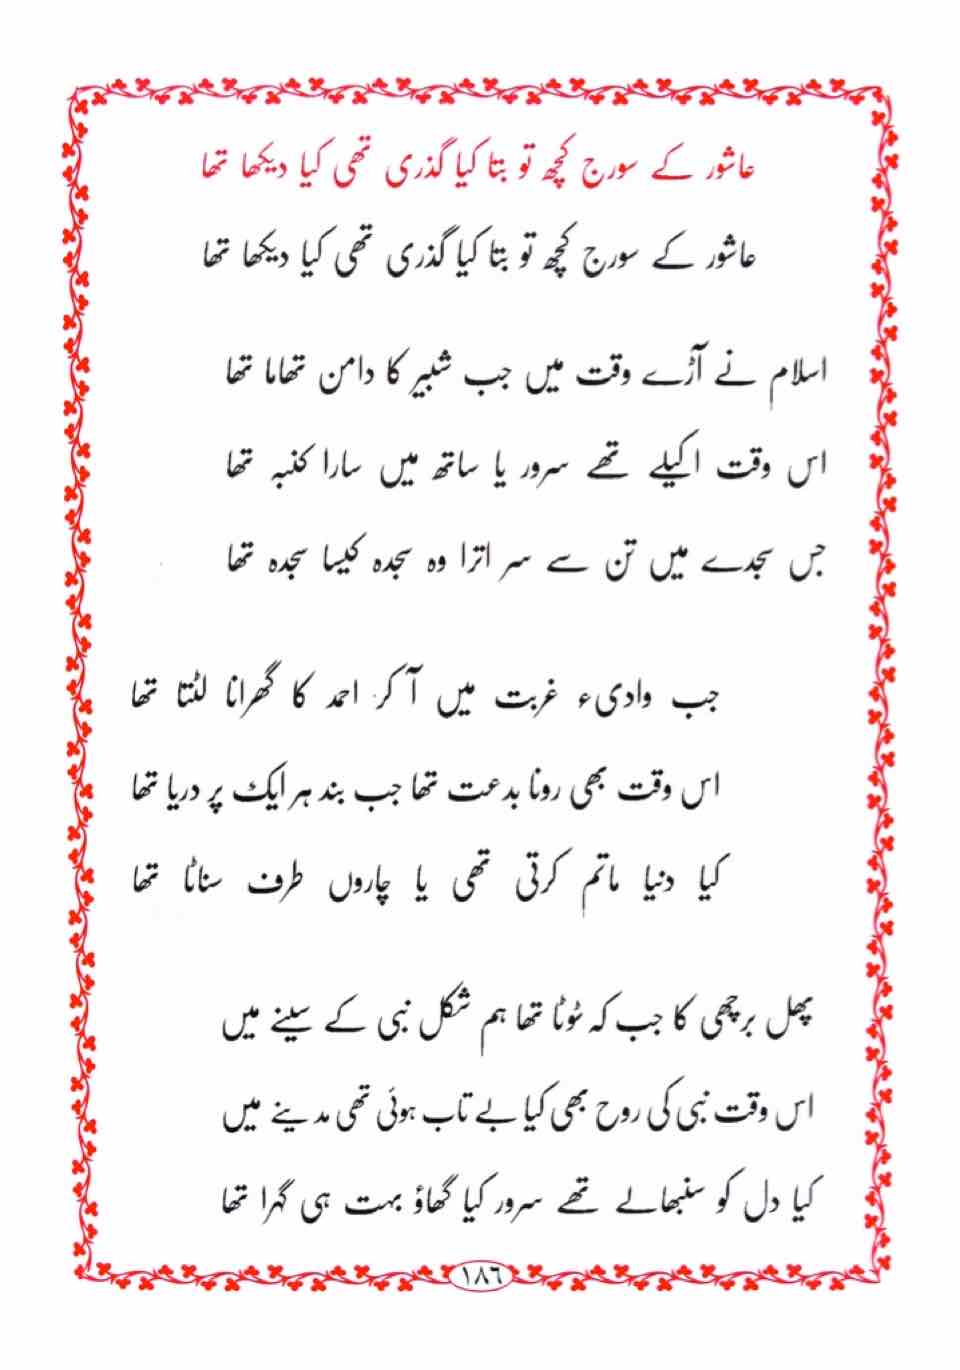 عاشور کے سورج کچھ تو بتا کیا گذری تھی کیا دیکھا تھا
عاشور کے سورج کچھ تو بتا کیا گذری تھی کیا دیکھا تھا
اسلام نے آڑے وقت میں جب شبیر کا دامن تھاما تھا
اس وقت اکیلے تھے سرور یا ساتھ میں سارا کنبہ تھا
جس سجدے میں تن سے سر اترا وہ سجدہ کیسا سجدہ تھا
جب وادیء غربت میں آ کر احمد کا گھرانا لٹتا تھا
اس وقت بھی رونا بدعت تھا جب بند ہر ایک پر دریا تھا
کیا دنیا ماتم کرتی تھی یا چاروں طرف سناٹا تھا
پھل برچھی کا جب کہ ٹوٹا تھا ہم شکل نبی کے سینے میں
اس وقت نبی کی روح بھی کیا بے تاب ہوئی تھی مدینے میں
کیا دل کو سنبھالے تھے سرور کیا گھاؤ بہت ہی گہرا تھا
۱۸۶